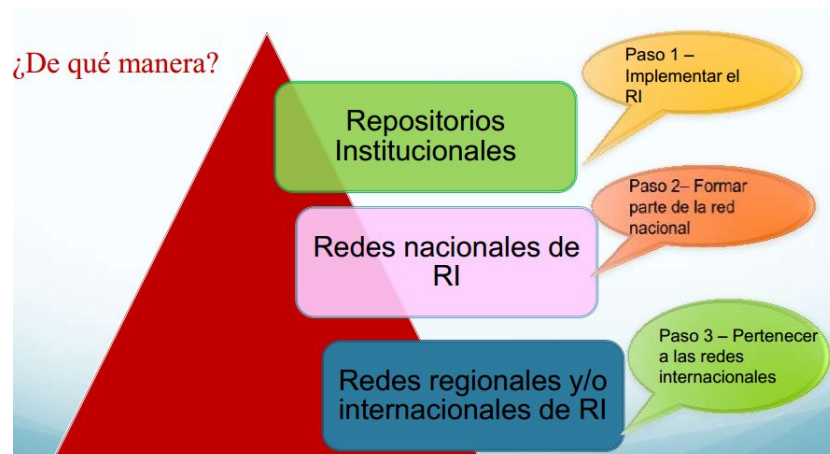 ¿De qué manera?
Repositorios
Institucionales
Paso 1 –
Implementar el
RI
Redes nacionales de
RI
Paso 2– Formar
parte de la red
nacional
Redes regionales y/o
internacionales de RI
Paso 3 – Pertenecer
a las redes
internacionales